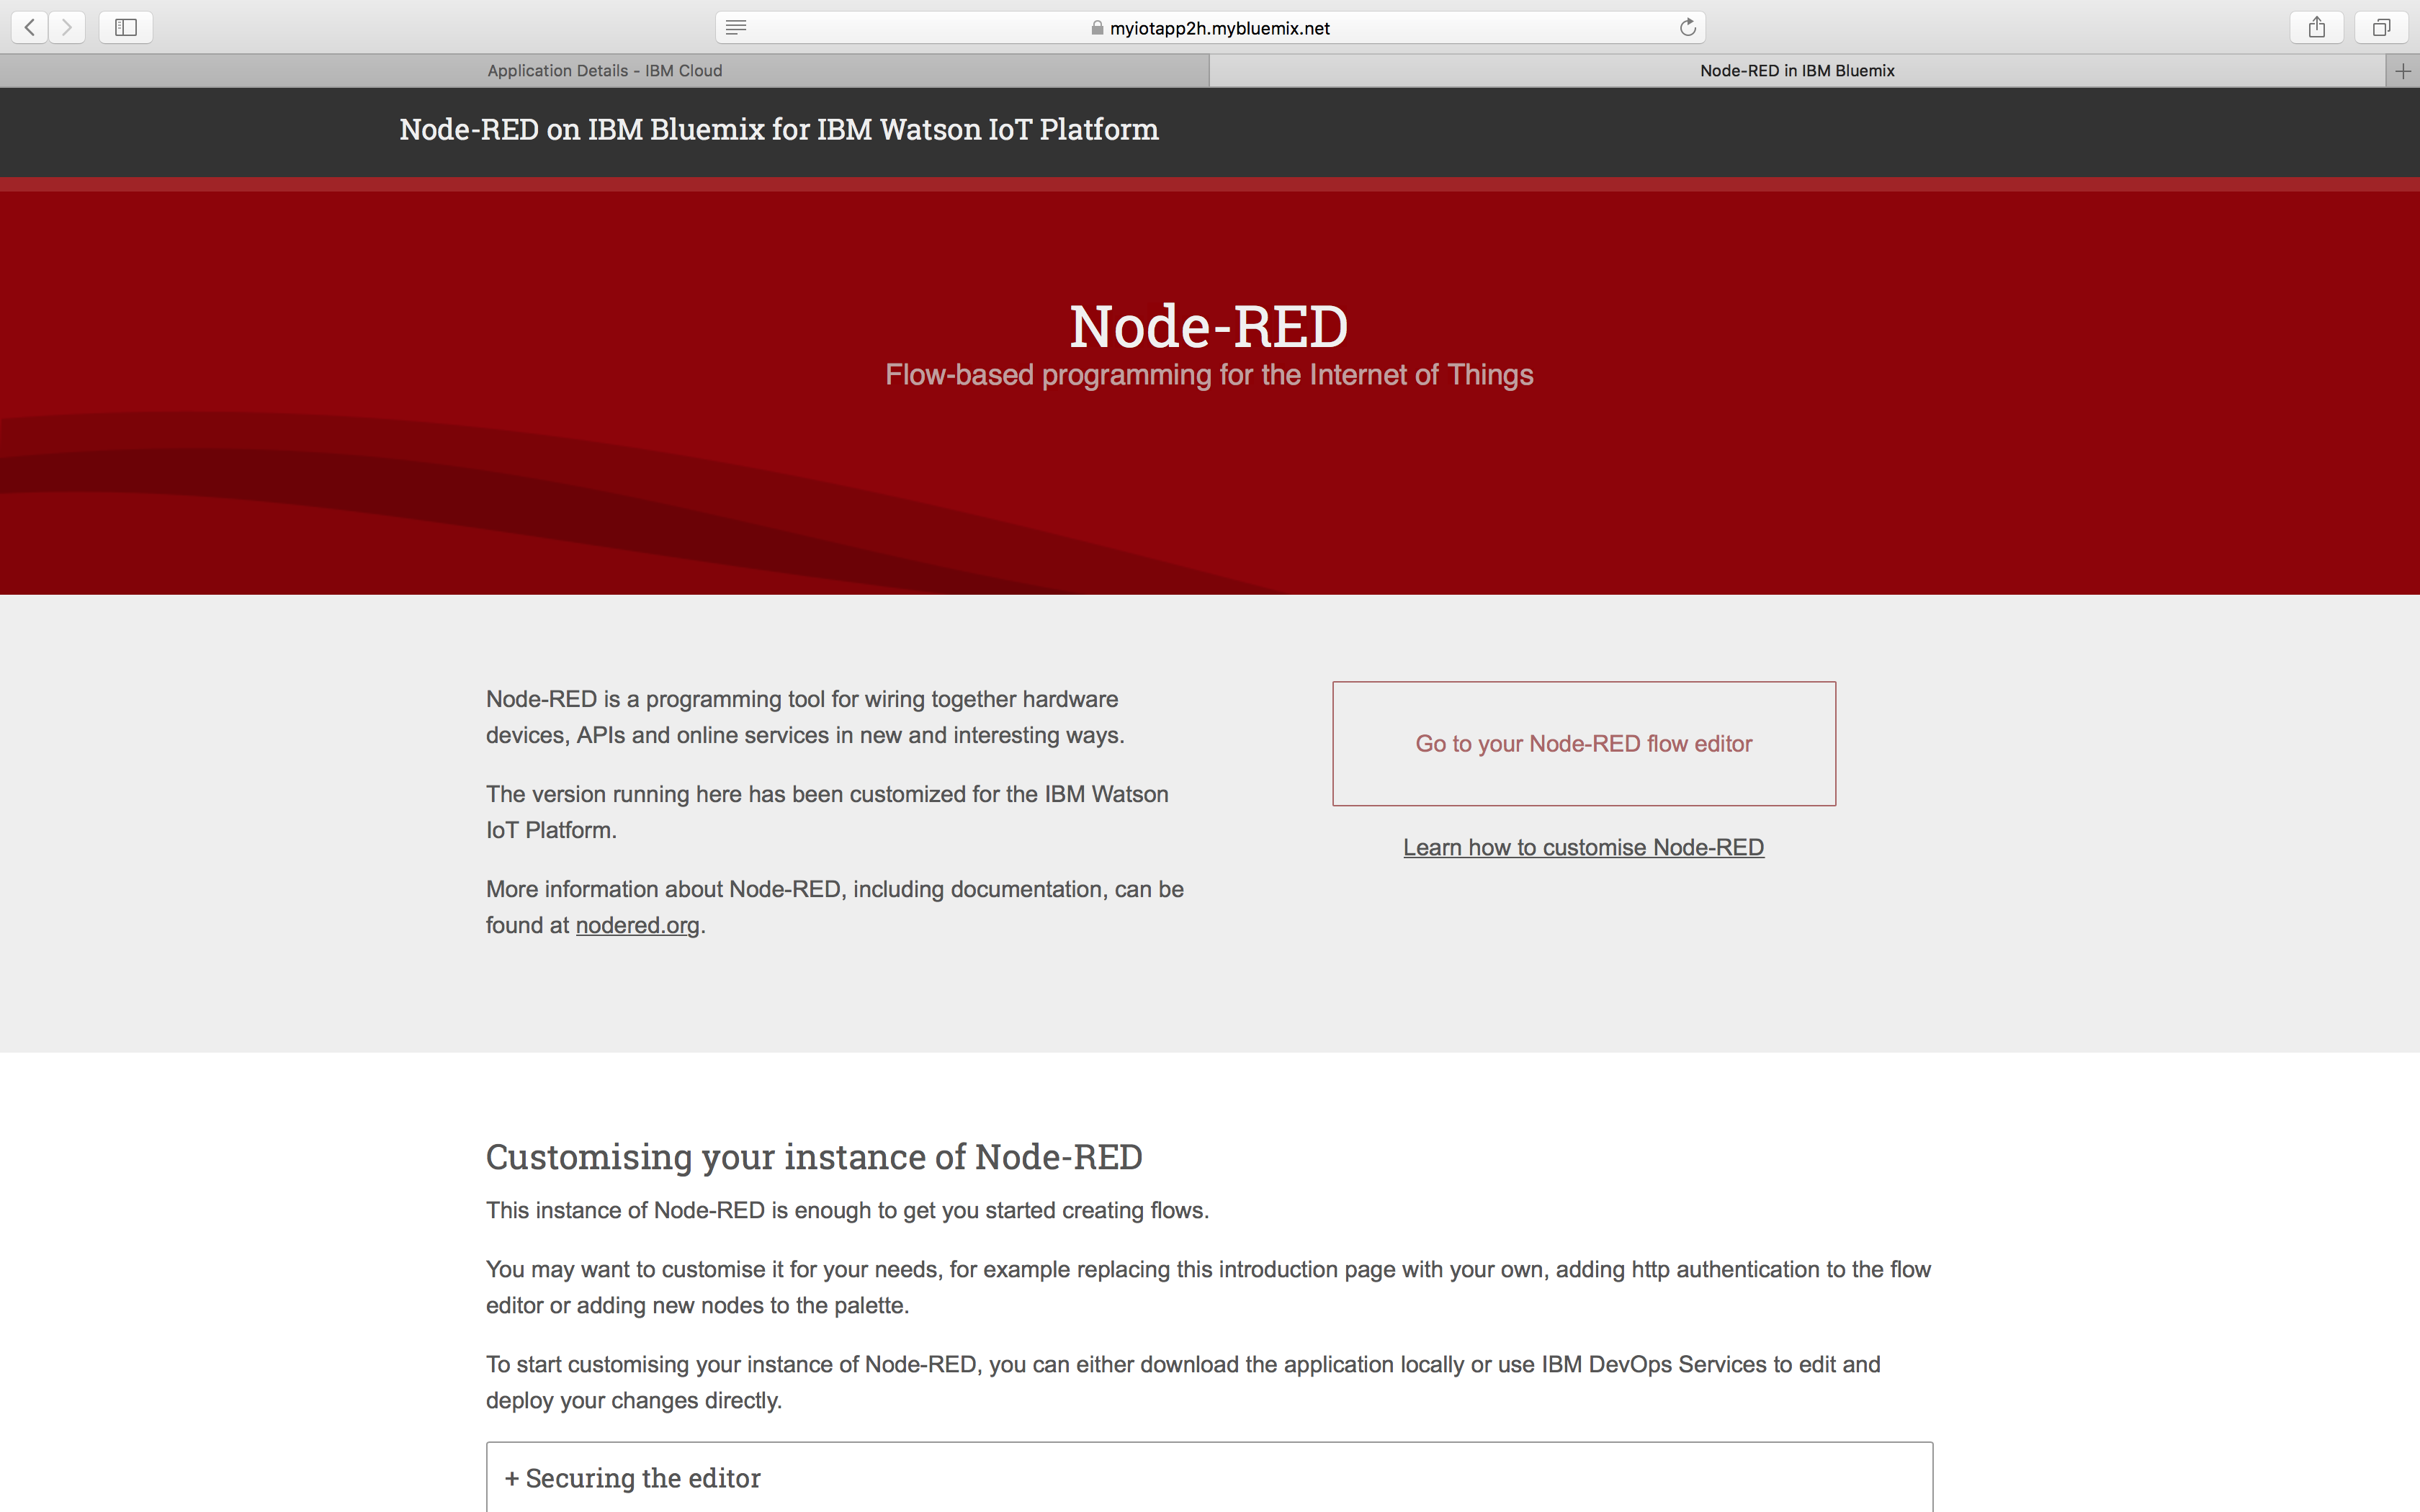 myiotapp2h.mybluemix.net
Application Details - IBM Cloud
Node-RED in IBM Bluemix
Node-RED on IBM Bluemix for IBM Watson IoT Platform
Node-RED
Flow-based programming for the Internet of Things
Node-RED is a programming tool for wiring together hardware
devices, APIs and online services in new and interesting ways.
The version running here has been customized for the IBM Watson
IoT Platform.
More information about Node-RED, including documentation, can be
found at nodered.org.
Go to your Node-RED flow editor
Learn how to customise Node-RED
Customising your instance of Node-RED
This instance of Node-RED is enough to get you started creating flows.
You may want to customise it for your needs, for example replacing this introduction page with your own, adding http authentication to the flow
editor or adding new nodes to the palette.
To start customising your instance of Node-RED, you can either download the application locally or use IBM DevOps Services to edit and
deploy your changes directly.
+ Securing the editor